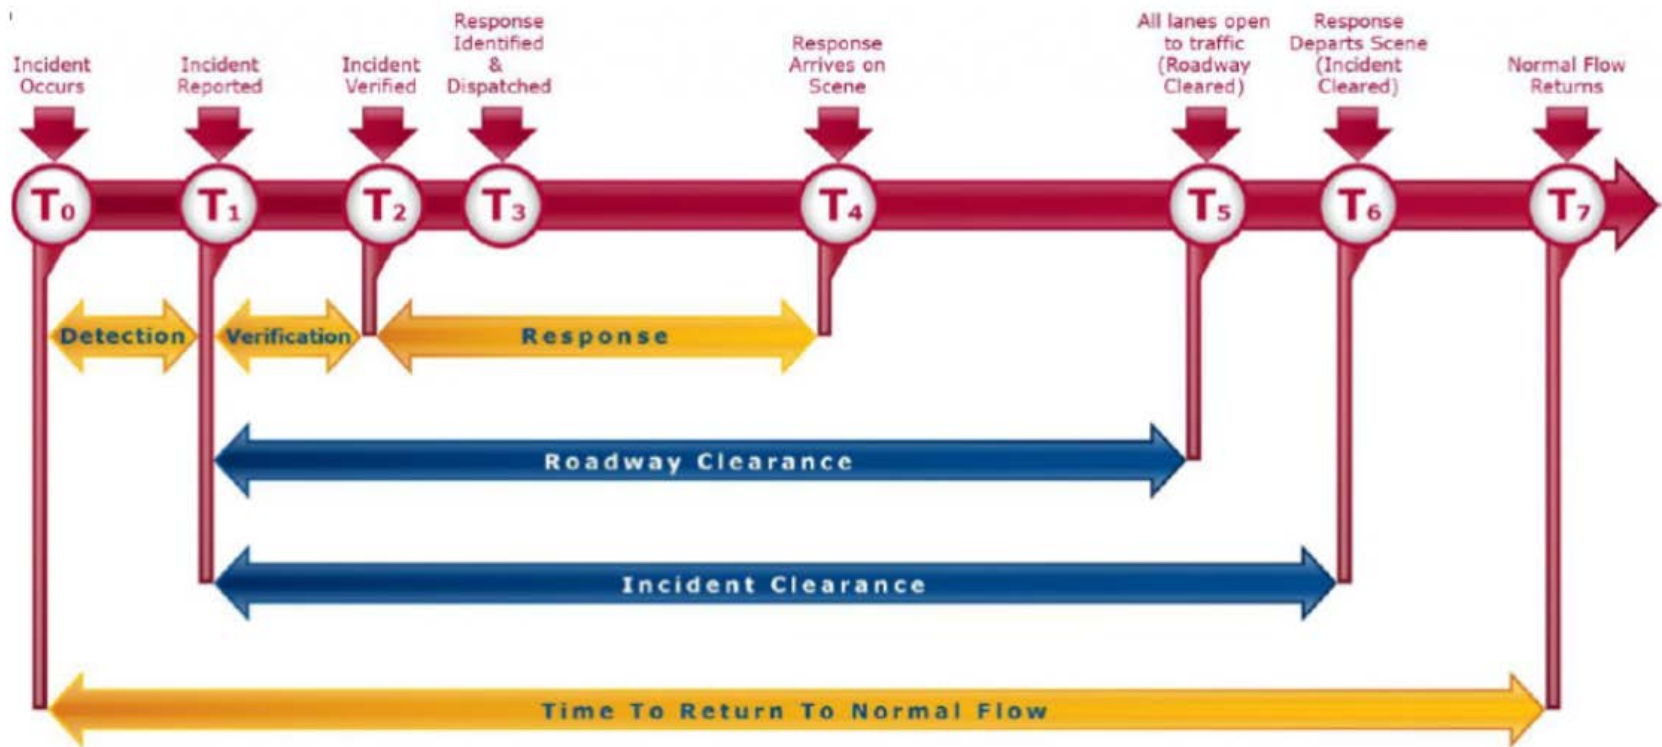 Incident
Occurs
Incident
Reported
Incident
Verified
Response
Identified
&
Dispatched
Response
Arrives on
Scene
All lanes open
to traffic
(Roadway
Cleared)
Response
Departs Scene
(Incident
Cleared)
Normal Flow
Returns
T0
T1
T2
T3
T4
T5
T6
T7
Detection
Verification
Response
Roadway Clearance
Incident Clearance
Time To Return To Normal Flow